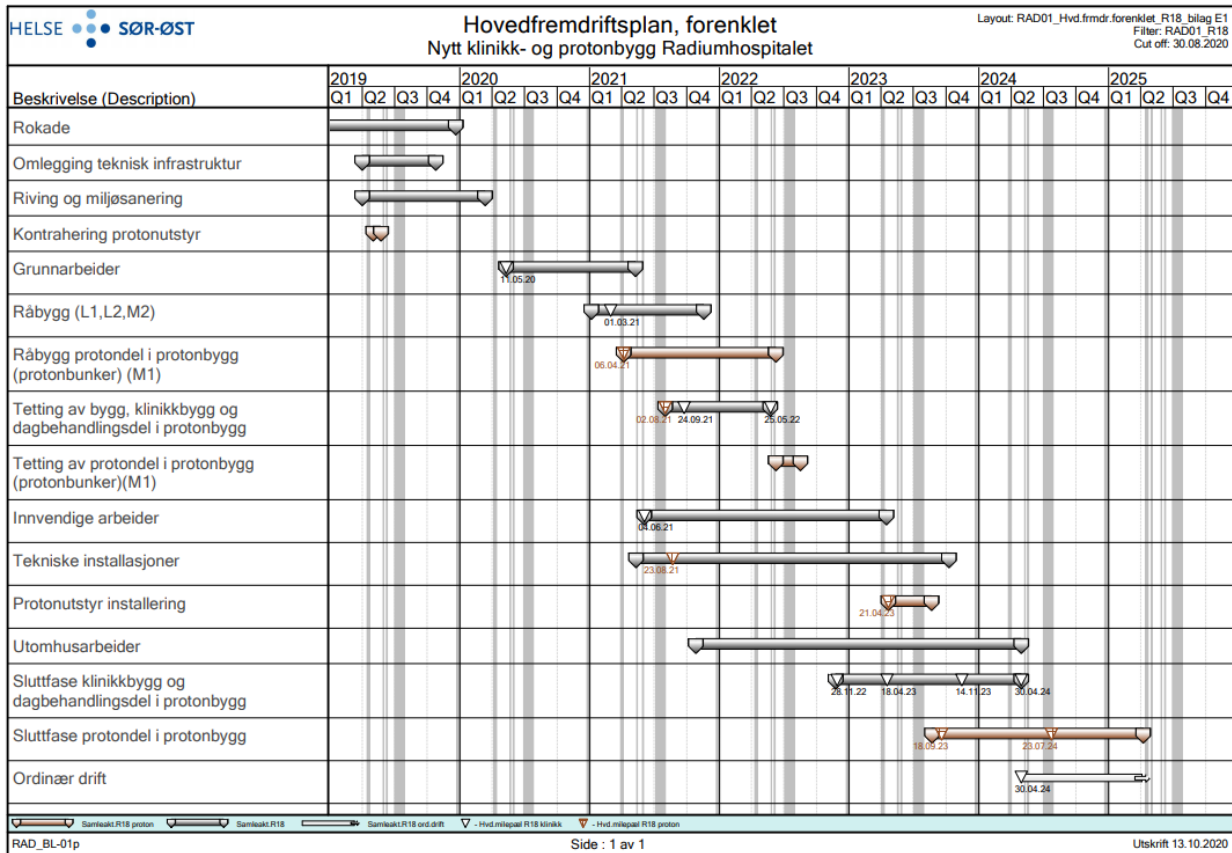 HELSE SØR-ØST
Hovedfremdriftsplan, forenklet
Nytt klinikk- og protonbygg Radiumhospitalet
Layout: RAD01_Hvd.frmdr.forenklet_R18_bilag E1
Filter: RAD01_R18
Cut off: 30.08.2020
2019 2020 2021 2022 2023 2024 2025
Beskrivelse (Description) Q1 Q2 Q3 Q4 Q1 Q2 Q3 Q4 Q1 Q2 Q3 Q4 Q1 Q2 Q3 Q4 Q1 Q2 Q3 Q4 Q1 Q2 Q3 Q4 Q1 Q2 Q3 Q4
Rokade
Omlegging teknisk infrastruktur
Riving og miljøsanering
Kontrahering protonutstyr
Grunnarbeider
11.05.20
Råbygg (L1,L2,M2)
01.03.21
Råbygg protondel i protonbygg
(protonbunker) (M1)
06.04.21
Tetting av bygg, klinikkbygg og
dagbehandlingsdel i protonbygg
02.08.21 24.09.21 25.05.22
Tetting av protondel i protonbygg
(protonbunker)(M1)
Innvendige arbeider
04.06.21
Tekniske installasjoner
23.08.21
Protonutstyr installering
21.04.23
Utomhusarbeider
Sluttfase klinikkbygg og
dagbehandlingsdel i protonbygg
28.11.22 18.04.23 14.11.23 30.04.24
Sluttfase protondel i protonbygg
18.09.23 23.07.24
Ordinær drift
30.04.24
Samleakt.R18 proton Samleakt.R18 Samleakt.R18 ord.drift - Hvd.milepæl R18 klinikk - Hvd.milepæl R18 proton
RAD_BL-01p Side : 1 av 1 Utskrift 13.10.2020